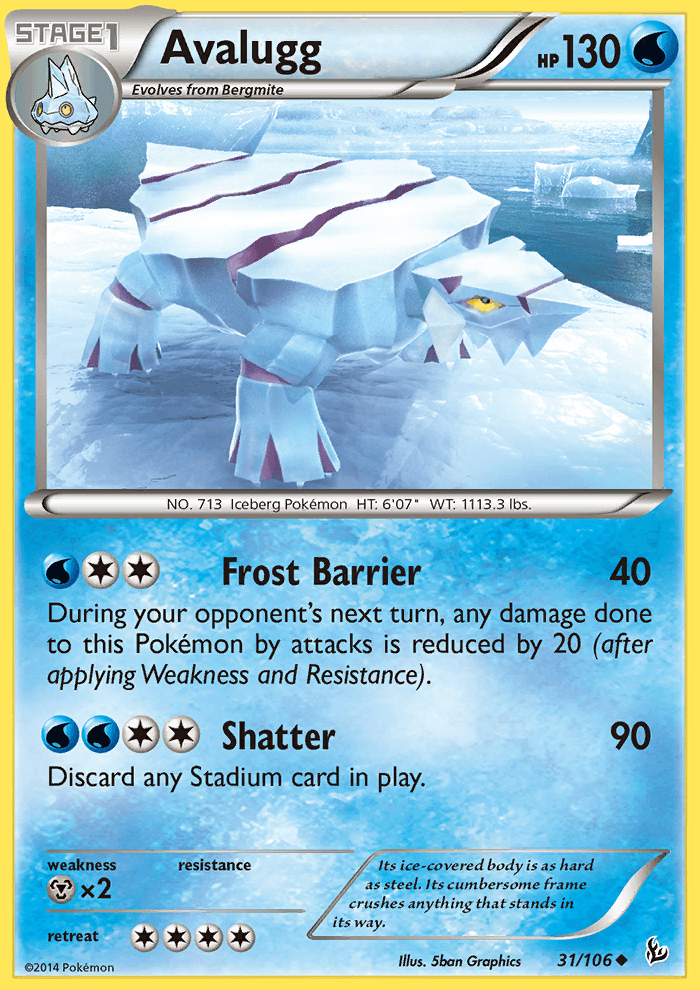 STAGE1
Avalugg
HP130
Evolves from Bergmite
NO. 713 Iceberg Pokémon HT: 6'07" WT: 1113.3 lbs.
Frost Barrier 40
During your opponent's next turn, any damage done
to this Pokémon by attacks is reduced by 20 (after
applying Weakness and Resistance).
Shatter 90
Discard any Stadium card in play.
weakness resistance
×2
retreat
Its ice-covered body is as hard
as steel. Its cumbersome frame
crushes anything that stands in
its way.
©2014 Pokémon
Illus. 5ban Graphics
31/106